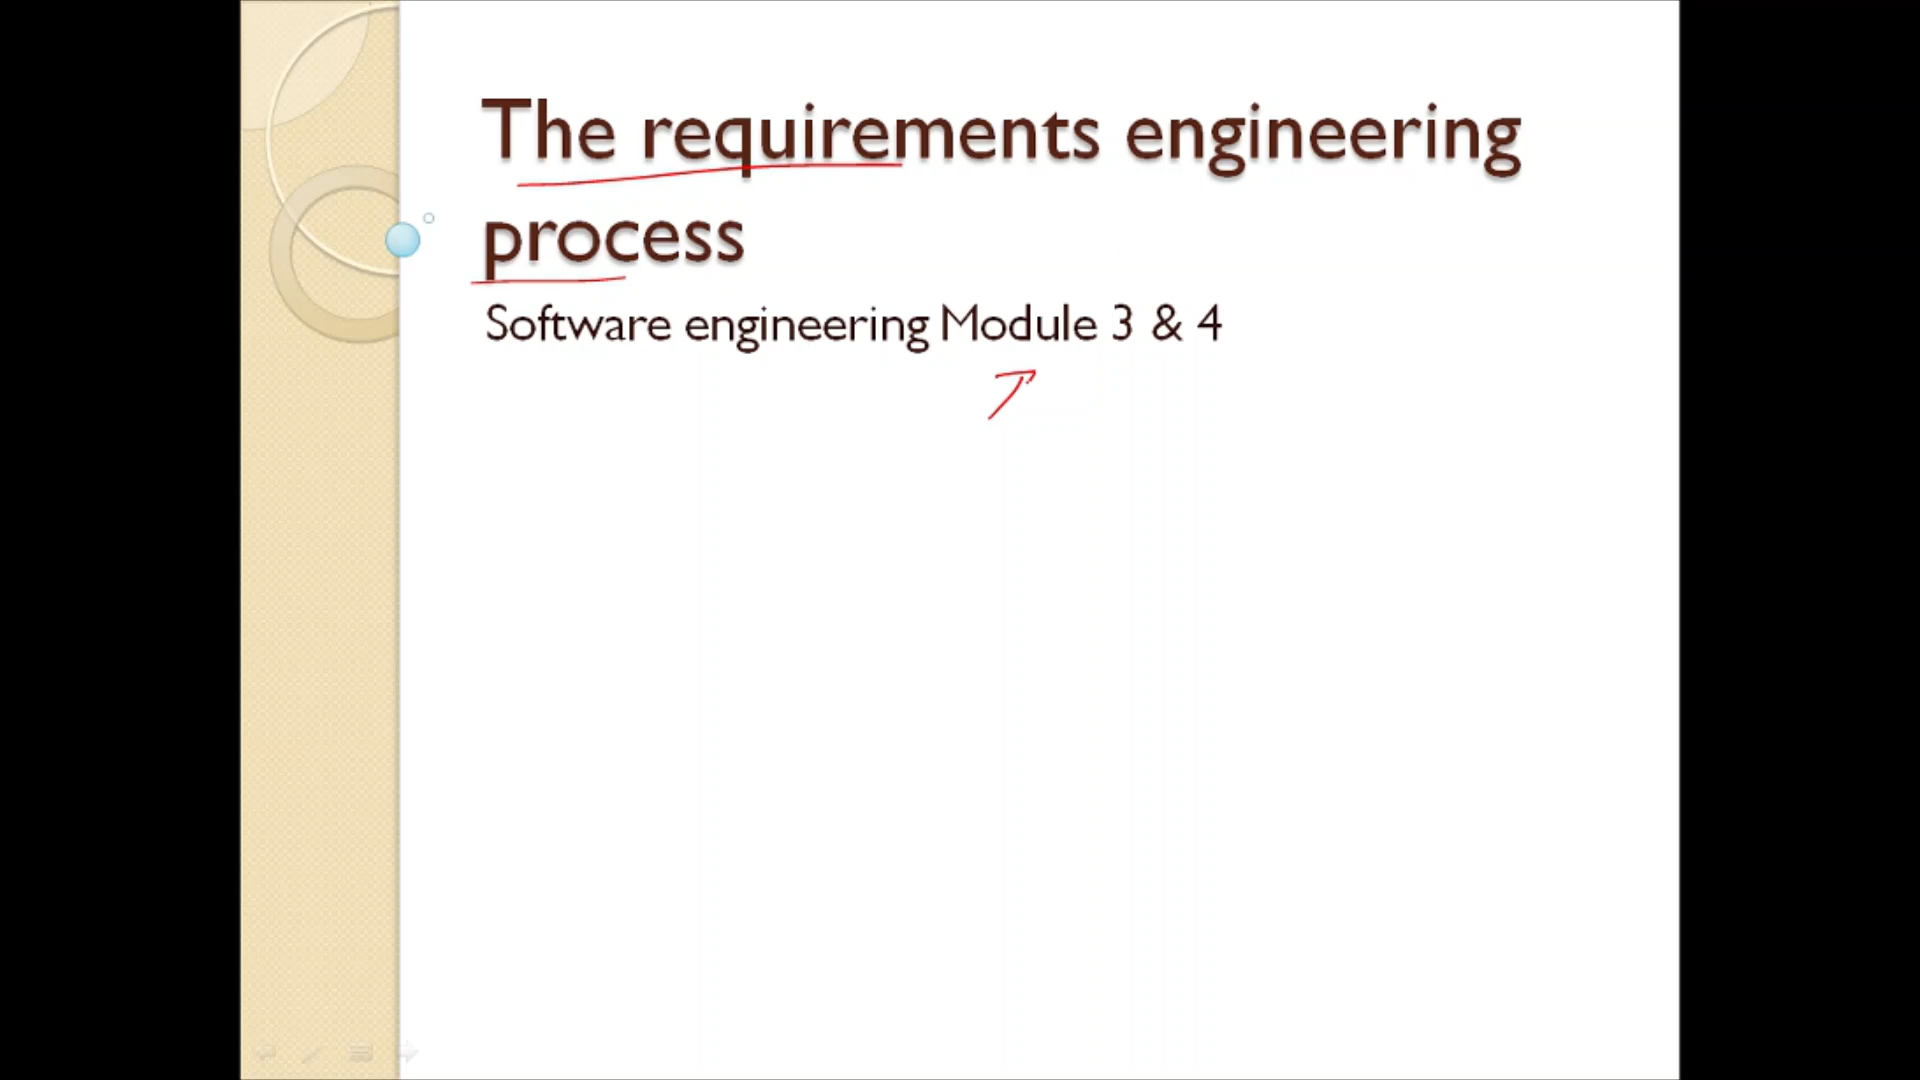 The requirements engineering
process
Software engineering Module 3 & 4